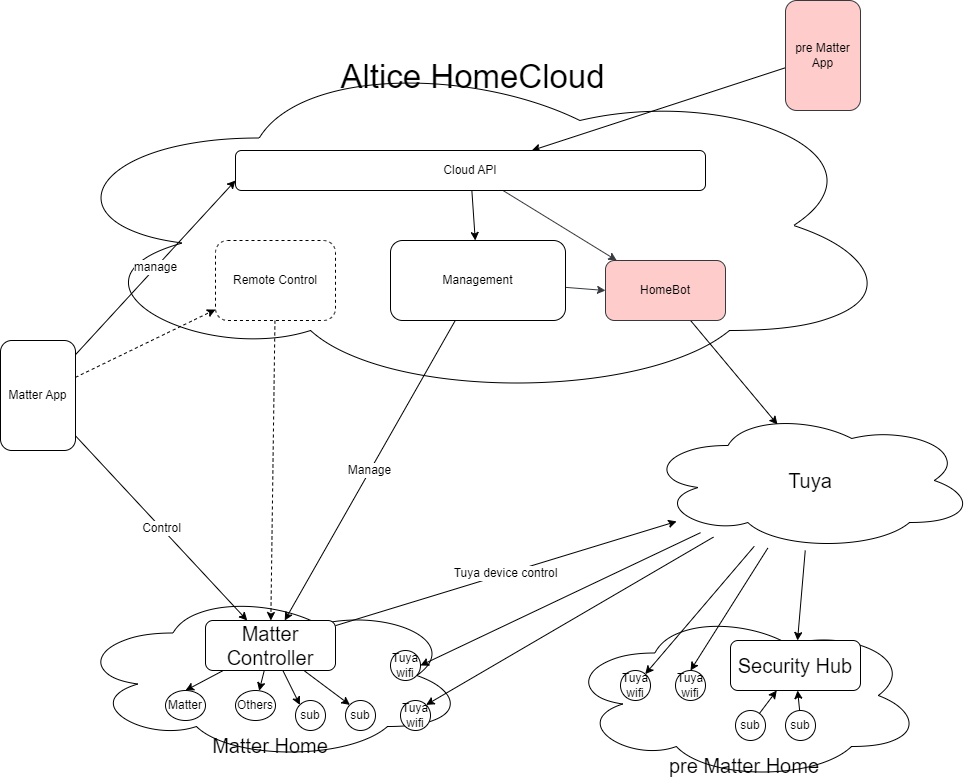 pre Matter
App
Altice HomeCloud
Cloud API
manage
Remote Control
Management
HomeBot
Matter App
Manage
Tuya
Control
Tuya device control
Matter
Controller
Tuya
wifi
Matter
Others
sub
sub
Tuya
wifi
Matter Home
Security Hub
Tuya
wifi
Tuya
wifi
sub
sub
pre Matter Home